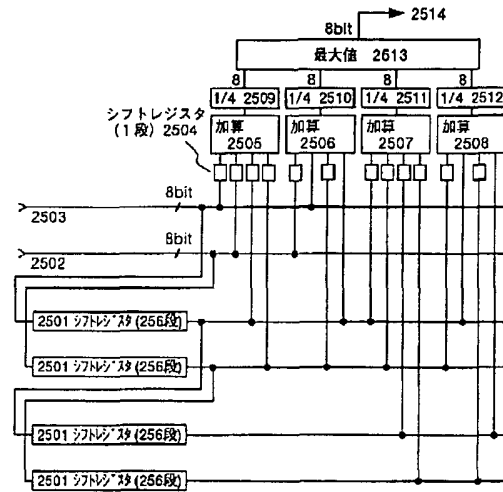 2514
8bit
最大値 2613
8 8 8 8
1/4 2509 1/4 2510 1/4 2511 1/4 2512
シフトレジスタ
(1段) 2504
加算 加算 加算 加算
2505 2506 2507 2508
8bit
2503
8bit
2502
2501 シフトレジスタ(256段)
2501 シフトレジスタ(256段)
2501 シフトレジスタ(256段)
2501 シフトレジスタ(256段)